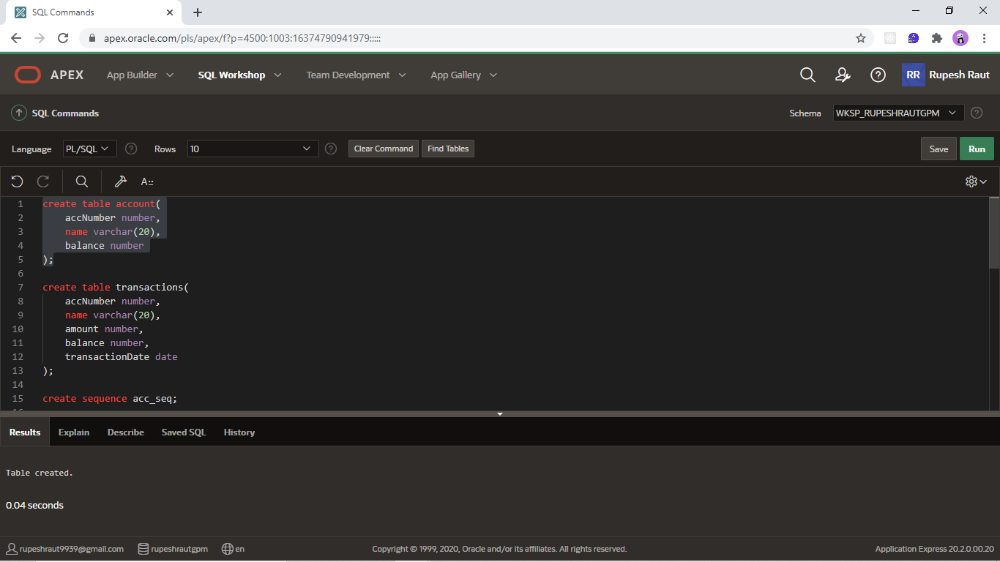 SQL Commands
apex.oracle.com/pls/apex/f?p=4500:1003:16374790941979:::::
APEX App Builder SQL Workshop Team Development App Gallery RR Rupesh Raut
SQL Commands Schema WKSP_RUPESHRAUTGPM
Language PL/SQL Rows 10 Clear Command Find Tables Save Run
A::
1 create table account(
2 accNumber number,
3 name varchar(20),
4 balance number
5 );
6
7 create table transactions(
8 accNumber number,
9 name varchar(20),
10 amount number,
11 balance number,
12 transactionDate date
13 );
14
15 create sequence acc_seq;
Results Explain Describe Saved SQL History
Table created.
0.04 seconds
rupeshraut9939@gmail.com rupeshrautgpm en Copyright © 1999, 2020, Oracle and/or its affiliates. All rights reserved. Application Express 20.2.0.00.20